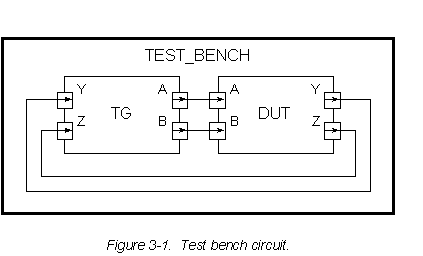 TEST_BENCH
Y A A Y
TG DUT
Z B B Z
Figure 3-1. Test bench circuit.